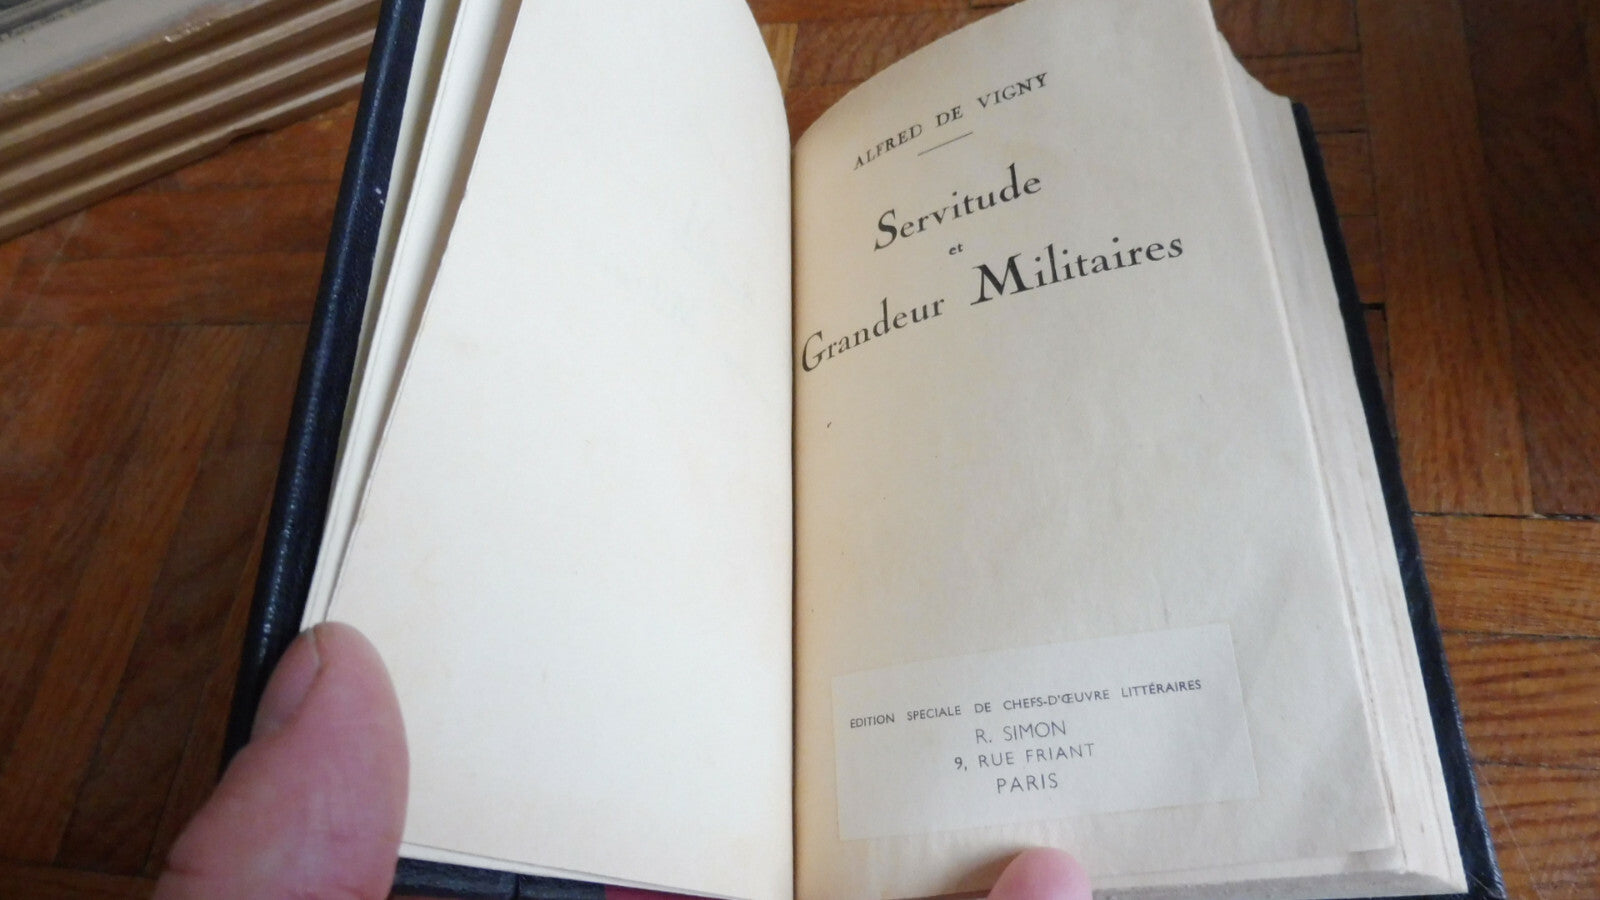 ALFRED DE VIGNY
Servitude
et
Grandeur Militaires
EDITION SPECIALE DE CHEFS-D'ŒUVRE LITTÉRAIRES
R. SIMON
9, RUE FRIANT
PARIS